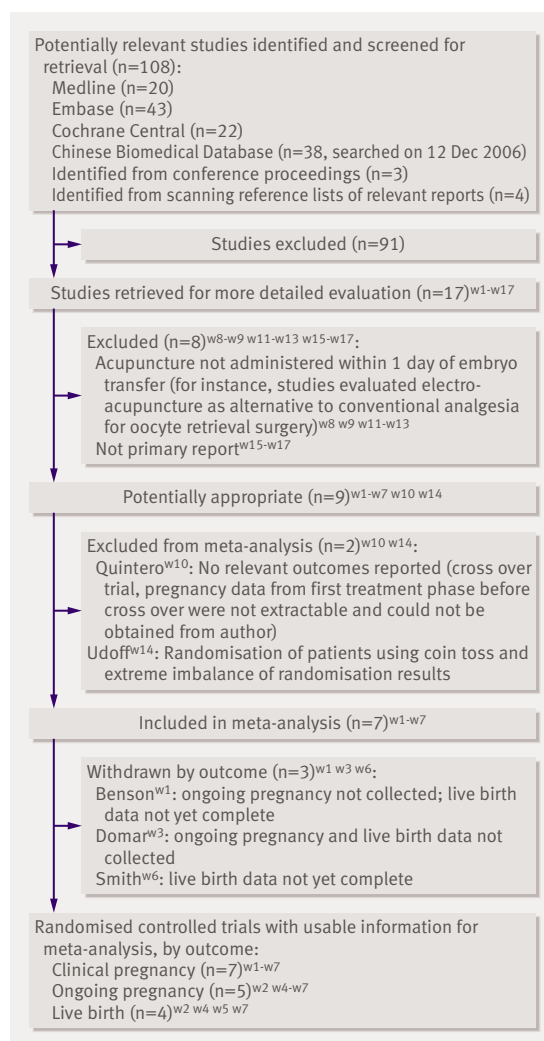 Potentially relevant studies identified and screened for
retrieval (n=108):
Medline (n=20)
Embase (n=43)
Cochrane Central (n=22)
Chinese Biomedical Database (n=38, searched on 12 Dec 2006)
Identified from conference proceedings (n=3)
Identified from scanning reference lists of relevant reports (n=4)
Studies excluded (n=91)
Studies retrieved for more detailed evaluation (n=17)w1-w17
Excluded (n=8)w8-w9 w11-w13 w15-w17:
Acupuncture not administered within 1 day of embryo
transfer (for instance, studies evaluated electro-
acupuncture as alternative to conventional analgesia
for oocyte retrieval surgery)w8 w9 w11-w13
Not primary reportw15-w17
Potentially appropriate (n=9)w1-w7 w10 w14
Excluded from meta-analysis (n=2)w10 w14:
Quinterow10: No relevant outcomes reported (cross over
trial, pregnancy data from first treatment phase before
cross over were not extractable and could not be
obtained from author)
Udoffw14: Randomisation of patients using coin toss and
extreme imbalance of randomisation results
Included in meta-analysis (n=7)w1-w7
Withdrawn by outcome (n=3)w1 w3 w6:
Bensonw1: ongoing pregnancy not collected; live birth
data not yet complete
Domarw3: ongoing pregnancy and live birth data not
collected
Smithw6: live birth data not yet complete
Randomised controlled trials with usable information for
meta-analysis, by outcome:
Clinical pregnancy (n=7)w1-w7
Ongoing pregnancy (n=5)w2 w4-w7
Live birth (n=4)w2 w4 w5 w7